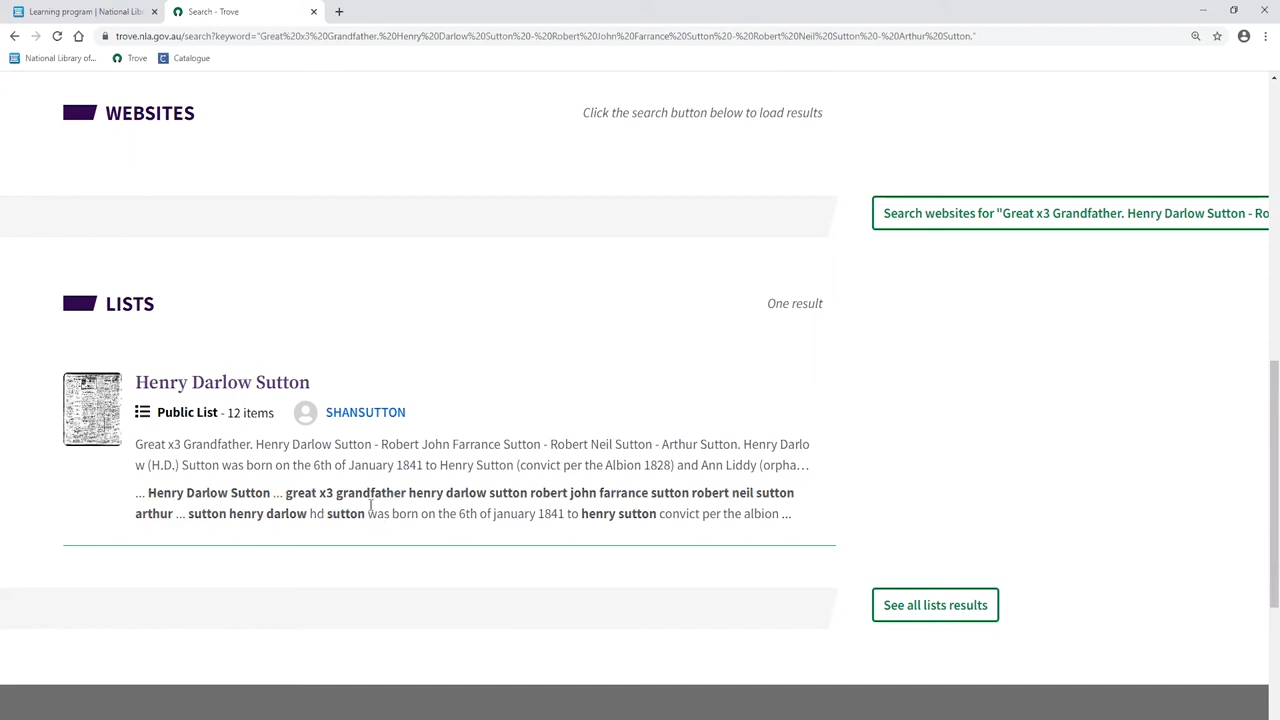 Learning program | National Lib
Search - Trove
trove.nla.gov.au/search?keyword="Great%20x3%20Grandfather.%20Henry%20Darlow%20Sutton%20-%20Robert%20John%20Farrance%20Sutton%20-%20Robert%20Neil%20Sutton%20-%20Arthur%20Sutton."
National Library of...
Trove
Catalogue
WEBSITES
Click the search button below to load results
Search websites for "Great x3 Grandfather. Henry Darlow Sutton - Ro
LISTS
One result
Henry Darlow Sutton
Public List - 12 items
SHANSUTTON
Great x3 Grandfather. Henry Darlow Sutton - Robert John Farrance Sutton - Robert Neil Sutton - Arthur Sutton. Henry Darlo
w (H.D.) Sutton was born on the 6th of January 1841 to Henry Sutton (convict per the Albion 1828) and Ann Liddy (orpha...
... Henry Darlow Sutton ... great x3 grandfather henry darlow sutton robert john farrance sutton robert neil sutton
arthur ... sutton henry darlow hd sutton was born on the 6th of january 1841 to henry sutton convict per the albion ...
See all lists results